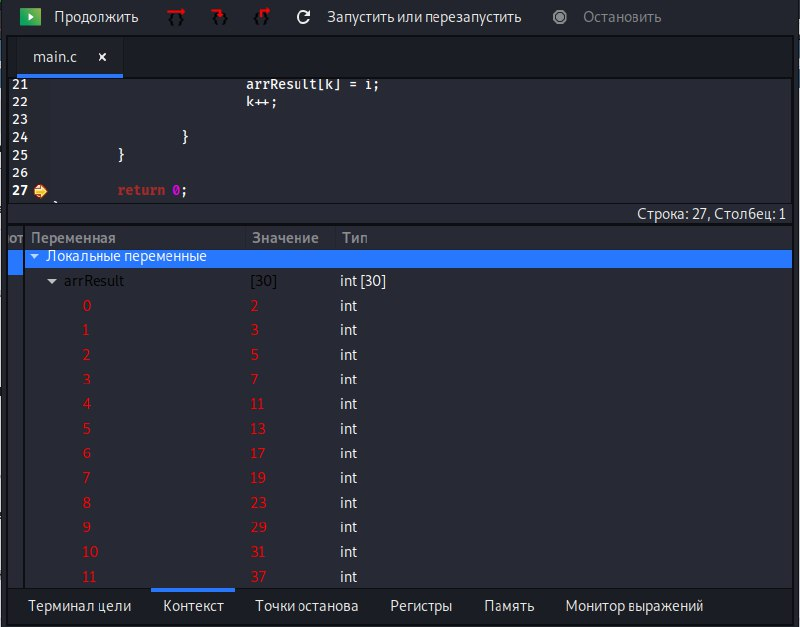 Продолжить Запустить или перезапустить Остановить
main.c ×
21 arrResult[k] = i;
22 k++;
23
24 }
25 }
26
27 return 0;
Строка: 27, Столбец: 1
от Переменная Значение Тип
Локальные переменные
arrResult [30] int [30]
0 2 int
1 3 int
2 5 int
3 7 int
4 11 int
5 13 int
6 17 int
7 19 int
8 23 int
9 29 int
10 31 int
11 37 int
Терминал цели Контекст Точки останова Регистры Память Монитор выражений